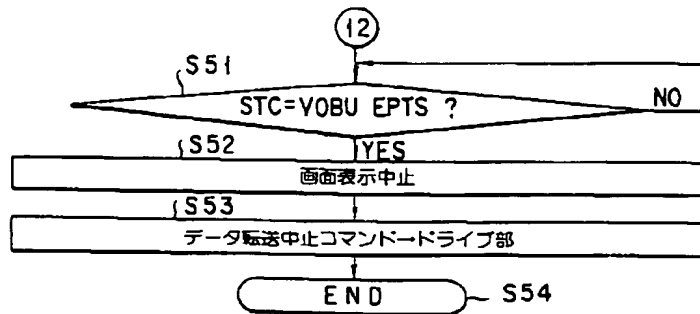 12
S51
STC=VOBU EPTS ?
NO
YES
S52
画面表示中止
S53
データ転送中止コマンド→ドライブ部
END
S54